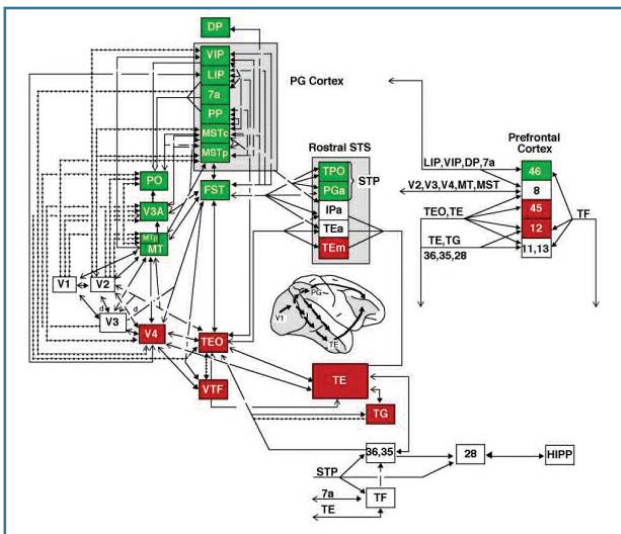 DP
VIP
LIP
7a
PP
MSTc
MSTp
PG Cortex
Rostral STS
TPO
PGa
STP
IPa
TEa
TEm
Prefrontal
Cortex
46
8
45
12
11,13
LIP,VIP,DP,7a
V2,V3,V4,MT,MST
TEO,TE
TE,TG
36,35,28
TF
PO
V3A
MTp
MT
FST
V1
V2
d
d
V3
V4
TEO
VTF
PG
V1
TE
TE
TG
36,35
28
HIPP
STP
7a
TF
TE